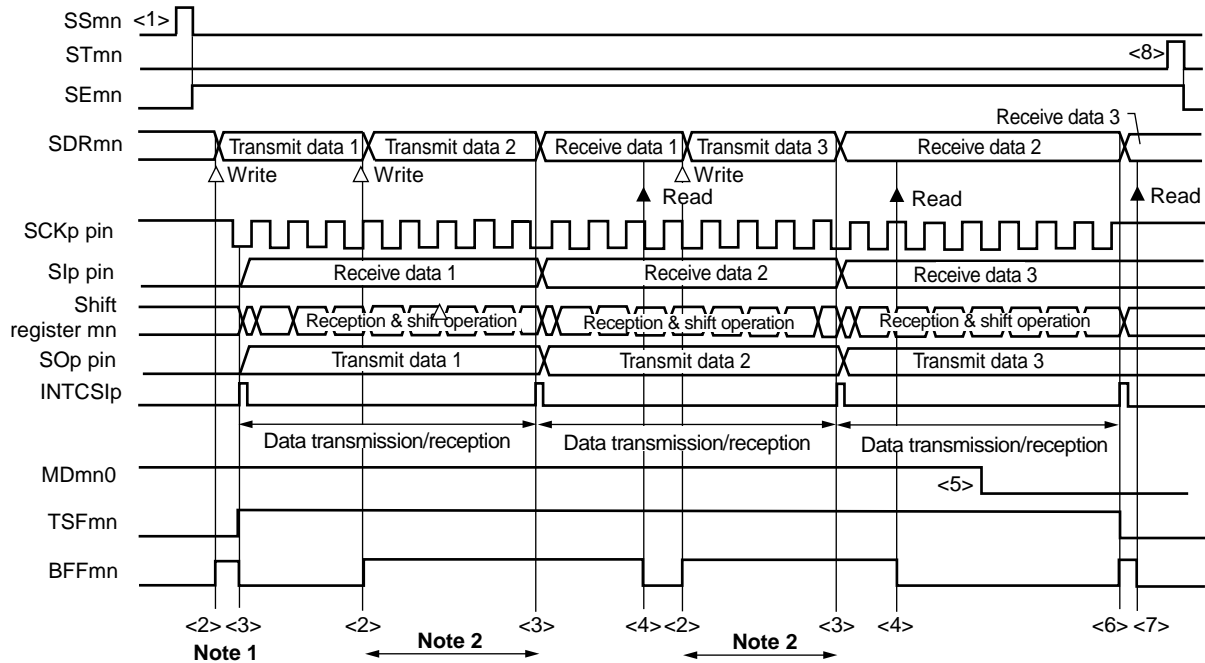 SSmn <1>
STmn <8>
SEmn
Receive data 3
SDRmn Transmit data 1 Transmit data 2 Receive data 1 Transmit data 3 Receive data 2
Write Write Write
Read Read Read
SCKp pin
SIp pin Receive data 1 Receive data 2 Receive data 3
Shift
register mn Reception & shift operation Reception & shift operation Reception & shift operation
SOp pin Transmit data 1 Transmit data 2 Transmit data 3
INTCSIp
Data transmission/reception Data transmission/reception Data transmission/reception
MDmn0 <5>
TSFmn
BFFmn
<2> <3> <2> <3> <4> <2> <3> <4> <6> <7>
Note 1 Note 2 Note 2